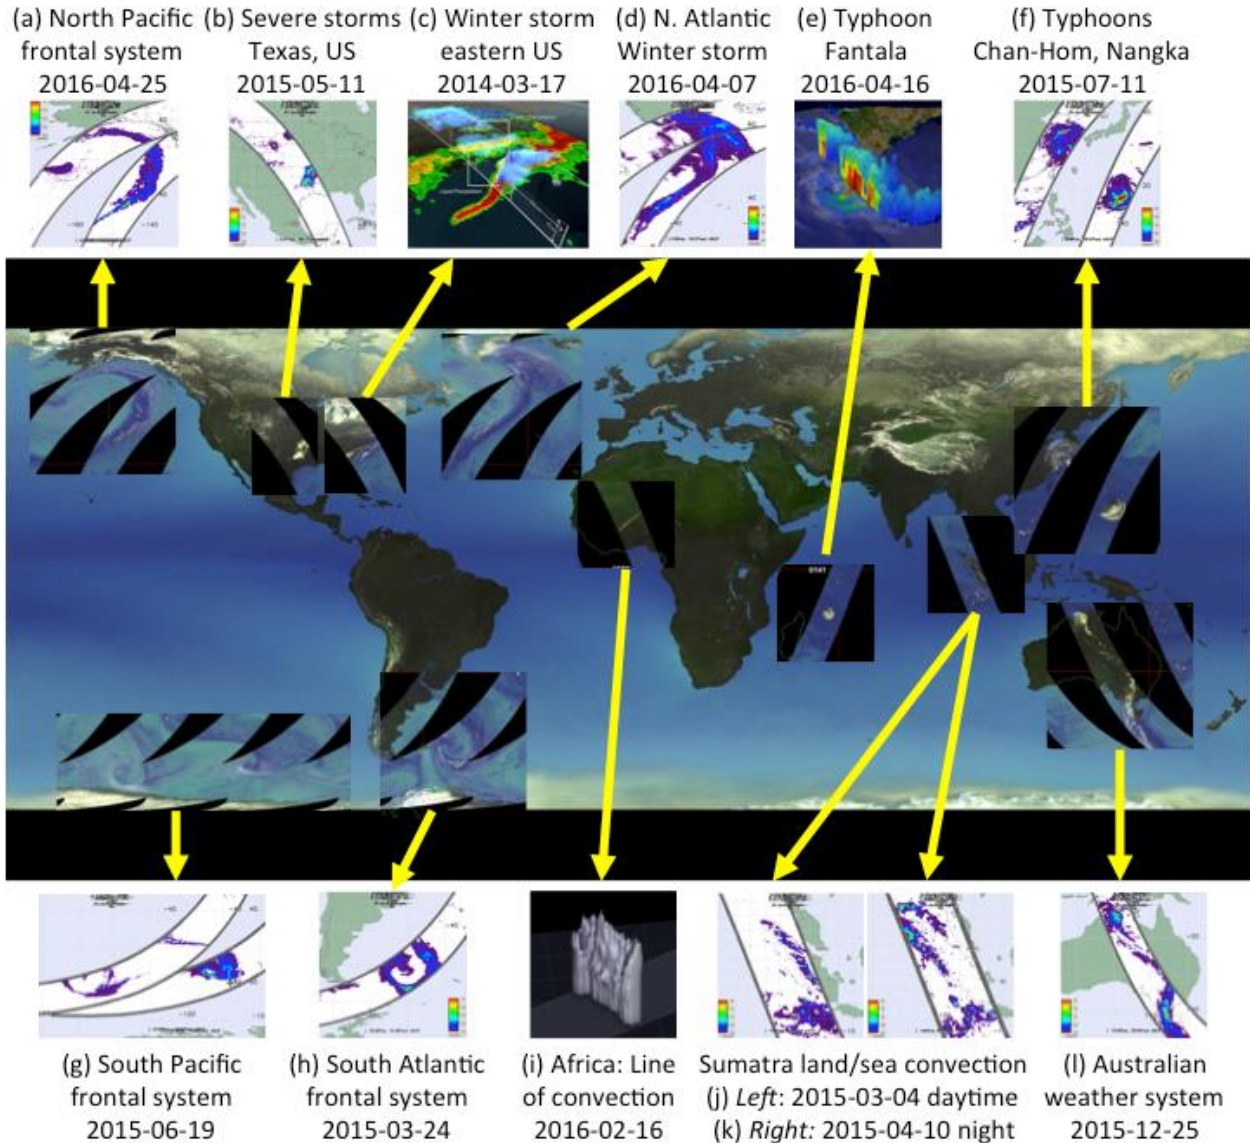 (a) North Pacific
frontal system
2016-04-25
(b) Severe storms
Texas, US
2015-05-11
(c) Winter storm
eastern US
2014-03-17
(d) N. Atlantic
Winter storm
2016-04-07
(e) Typhoon
Fantala
2016-04-16
(f) Typhoons
Chan-Hom, Nangka
2015-07-11
(g) South Pacific
frontal system
2015-06-19
(h) South Atlantic
frontal system
2015-03-24
(i) Africa: Line
of convection
2016-02-16
Sumatra land/sea convection
(j) Left: 2015-03-04 daytime
(k) Right: 2015-04-10 night
(l) Australian
weather system
2015-12-25